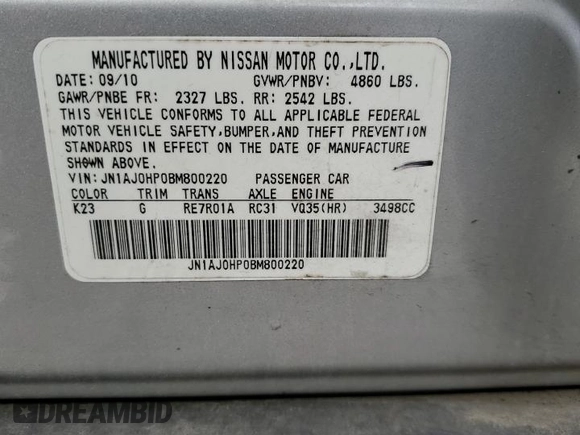 MANUFACTURED BY NISSAN MOTOR CO.,LTD.
DATE: 09/10 GVWR/PNBV: 4860 LBS.
GAWR/PNBE FR: 2327 LBS. RR: 2542 LBS.
THIS VEHICLE CONFORMS TO ALL APPLICABLE FEDERAL
MOTOR VEHICLE SAFETY,BUMPER,AND THEFT PREVENTION
STANDARDS IN EFFECT ON THE DATE OF MANUFACTURE
SHOWN ABOVE.
VIN: JN1AJ0HP0BM800220 PASSENGER CAR
COLOR TRIM TRANS AXLE ENGINE
K23 G RE7R01A RC31 VQ35(HR) 3498CC
JN1AJ0HP0BM800220
DREAMBID